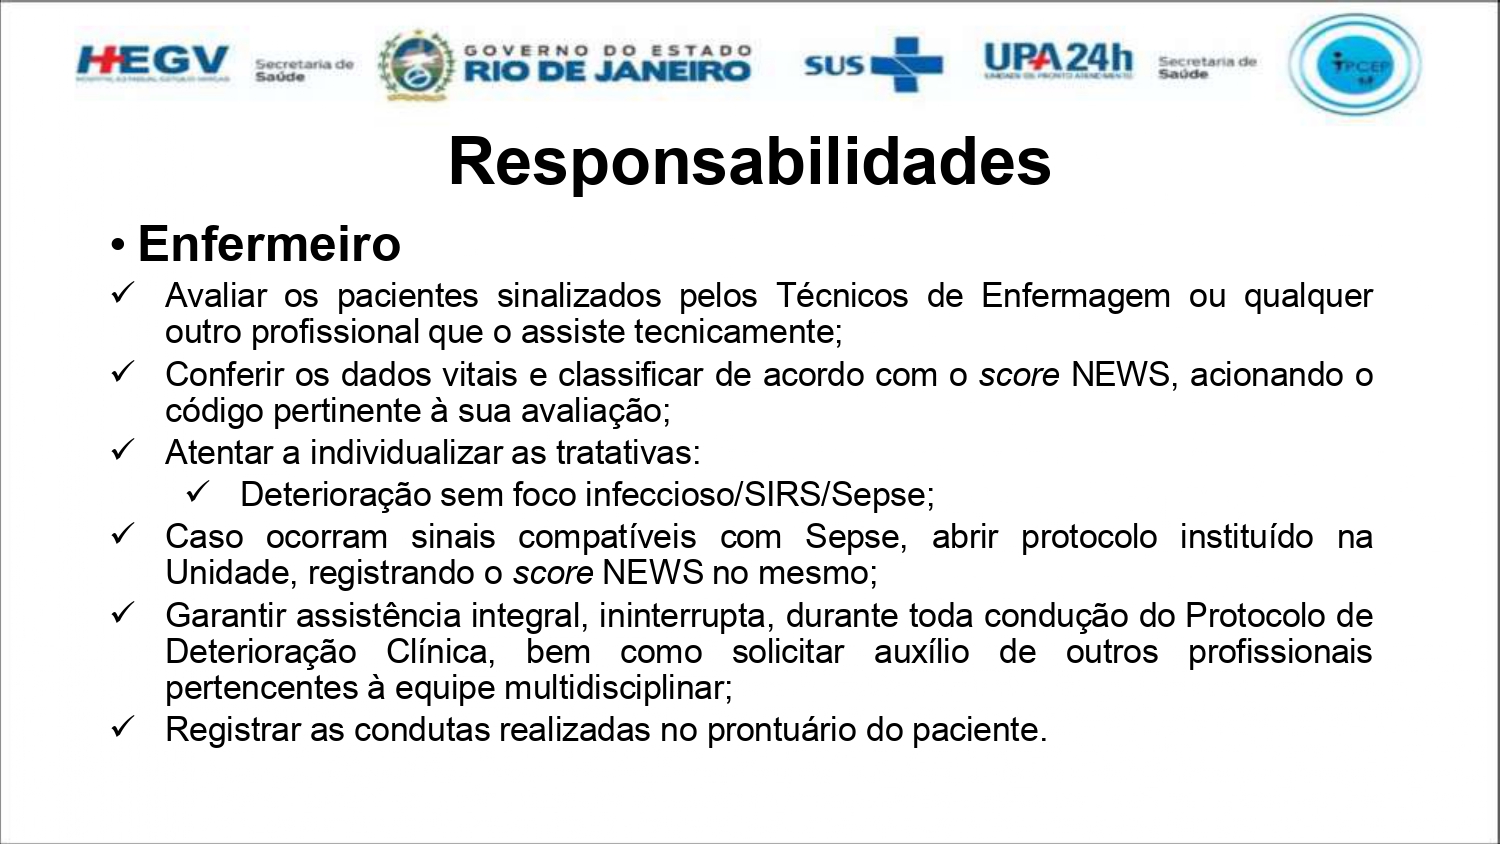 HEGV
Secretaria de
Saúde
GOVERNO DO ESTADO
RIO DE JANEIRO
SUS
UPA24h
UNIDADE DE PRONTO ATENDIMENTO
Secretaria de
Saúde
IPCEP
Responsabilidades
• Enfermeiro
✓ Avaliar os pacientes sinalizados pelos Técnicos de Enfermagem ou qualquer
outro profissional que o assiste tecnicamente;
✓ Conferir os dados vitais e classificar de acordo com o score NEWS, acionando o
código pertinente à sua avaliação;
✓ Atentar a individualizar as tratativas:
✓ Deterioração sem foco infeccioso/SIRS/Sepse;
✓ Caso ocorram sinais compatíveis com Sepse, abrir protocolo instituído na
Unidade, registrando o score NEWS no mesmo;
✓ Garantir assistência integral, ininterrupta, durante toda condução do Protocolo de
Deterioração Clínica, bem como solicitar auxílio de outros profissionais
pertencentes à equipe multidisciplinar;
✓ Registrar as condutas realizadas no prontuário do paciente.